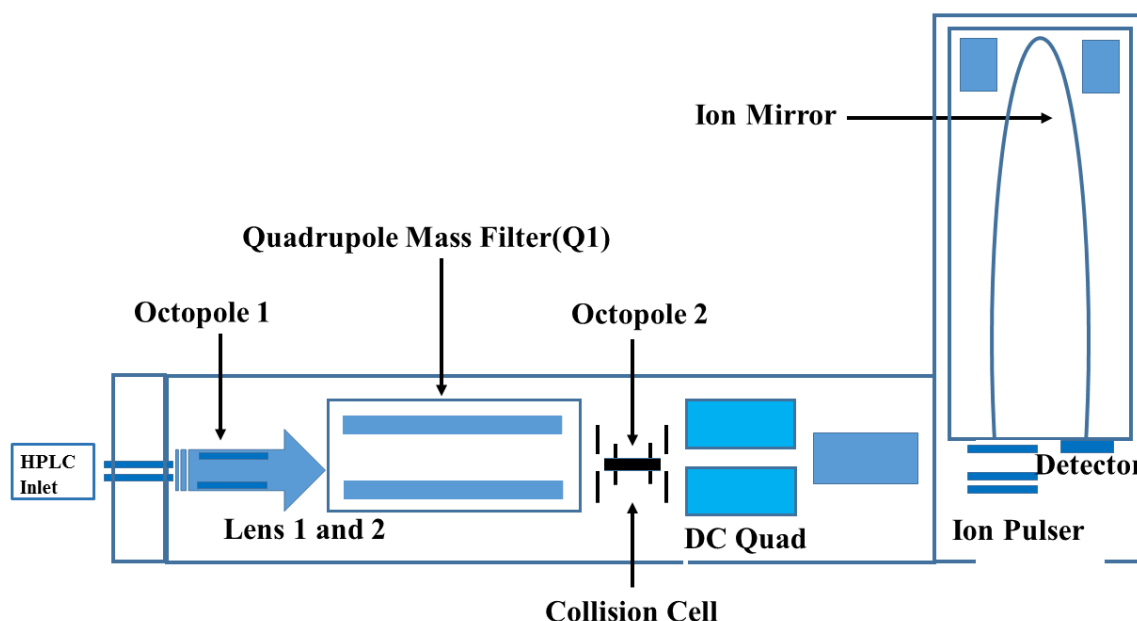 Ion Mirror
Quadrupole Mass Filter(Q1)
Octopole 1
Octopole 2
HPLC
Inlet
Detector
Lens 1 and 2
DC Quad
Ion Pulser
Collision Cell